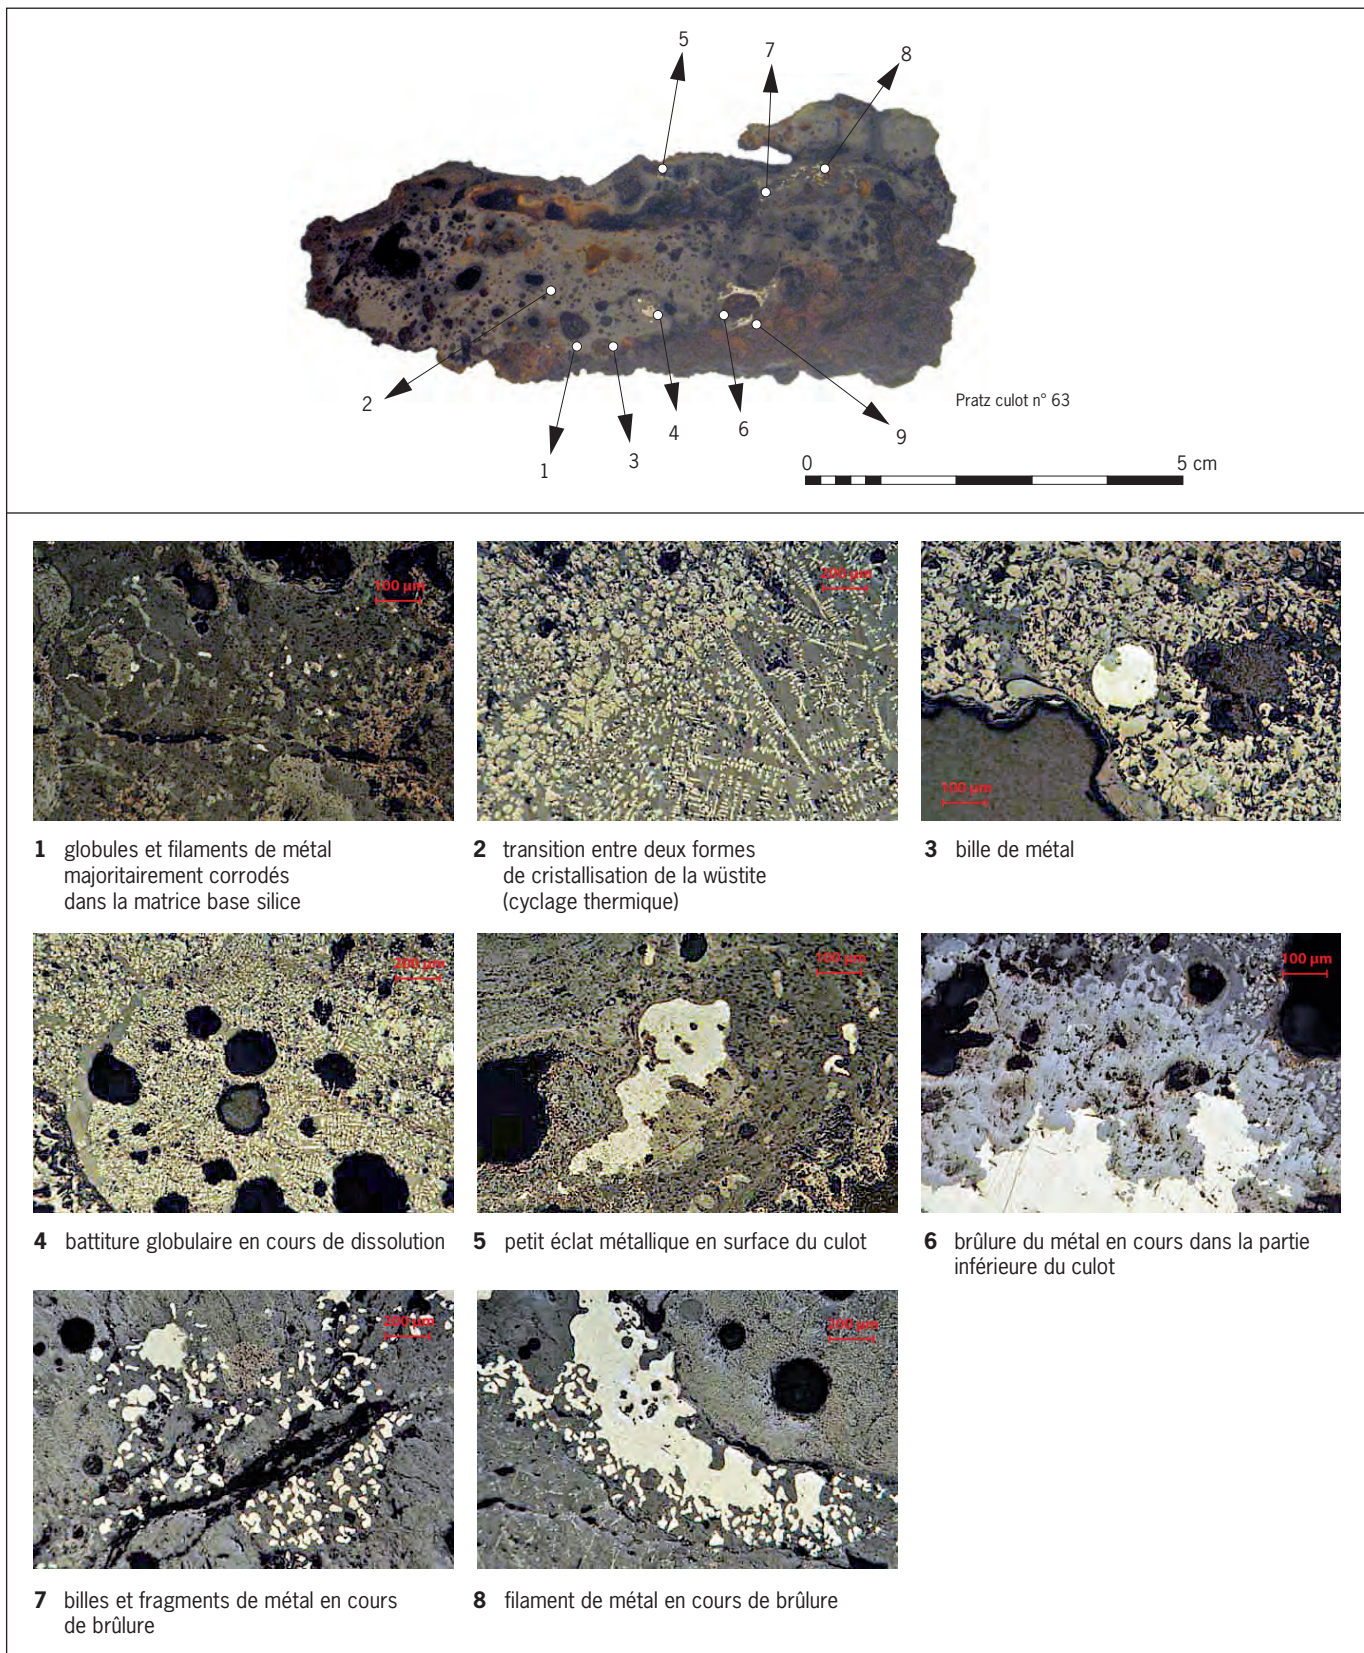 5
7
8
2
1
3
4
6
9
Pratz culot n° 63
0 5 cm
100 µm
200 µm
100 µm
1 globules et filaments de métal
majoritairement corrodés
dans la matrice base silice
2 transition entre deux formes
de cristallisation de la wüstite
(cyclage thermique)
3 bille de métal
100 µm
200 µm
100 µm
100 µm
4 battiture globulaire en cours de dissolution
5 petit éclat métallique en surface du culot
6 brûlure du métal en cours dans la partie
inférieure du culot
200 µm
200 µm
7 billes et fragments de métal en cours
de brûlure
8 filament de métal en cours de brûlure